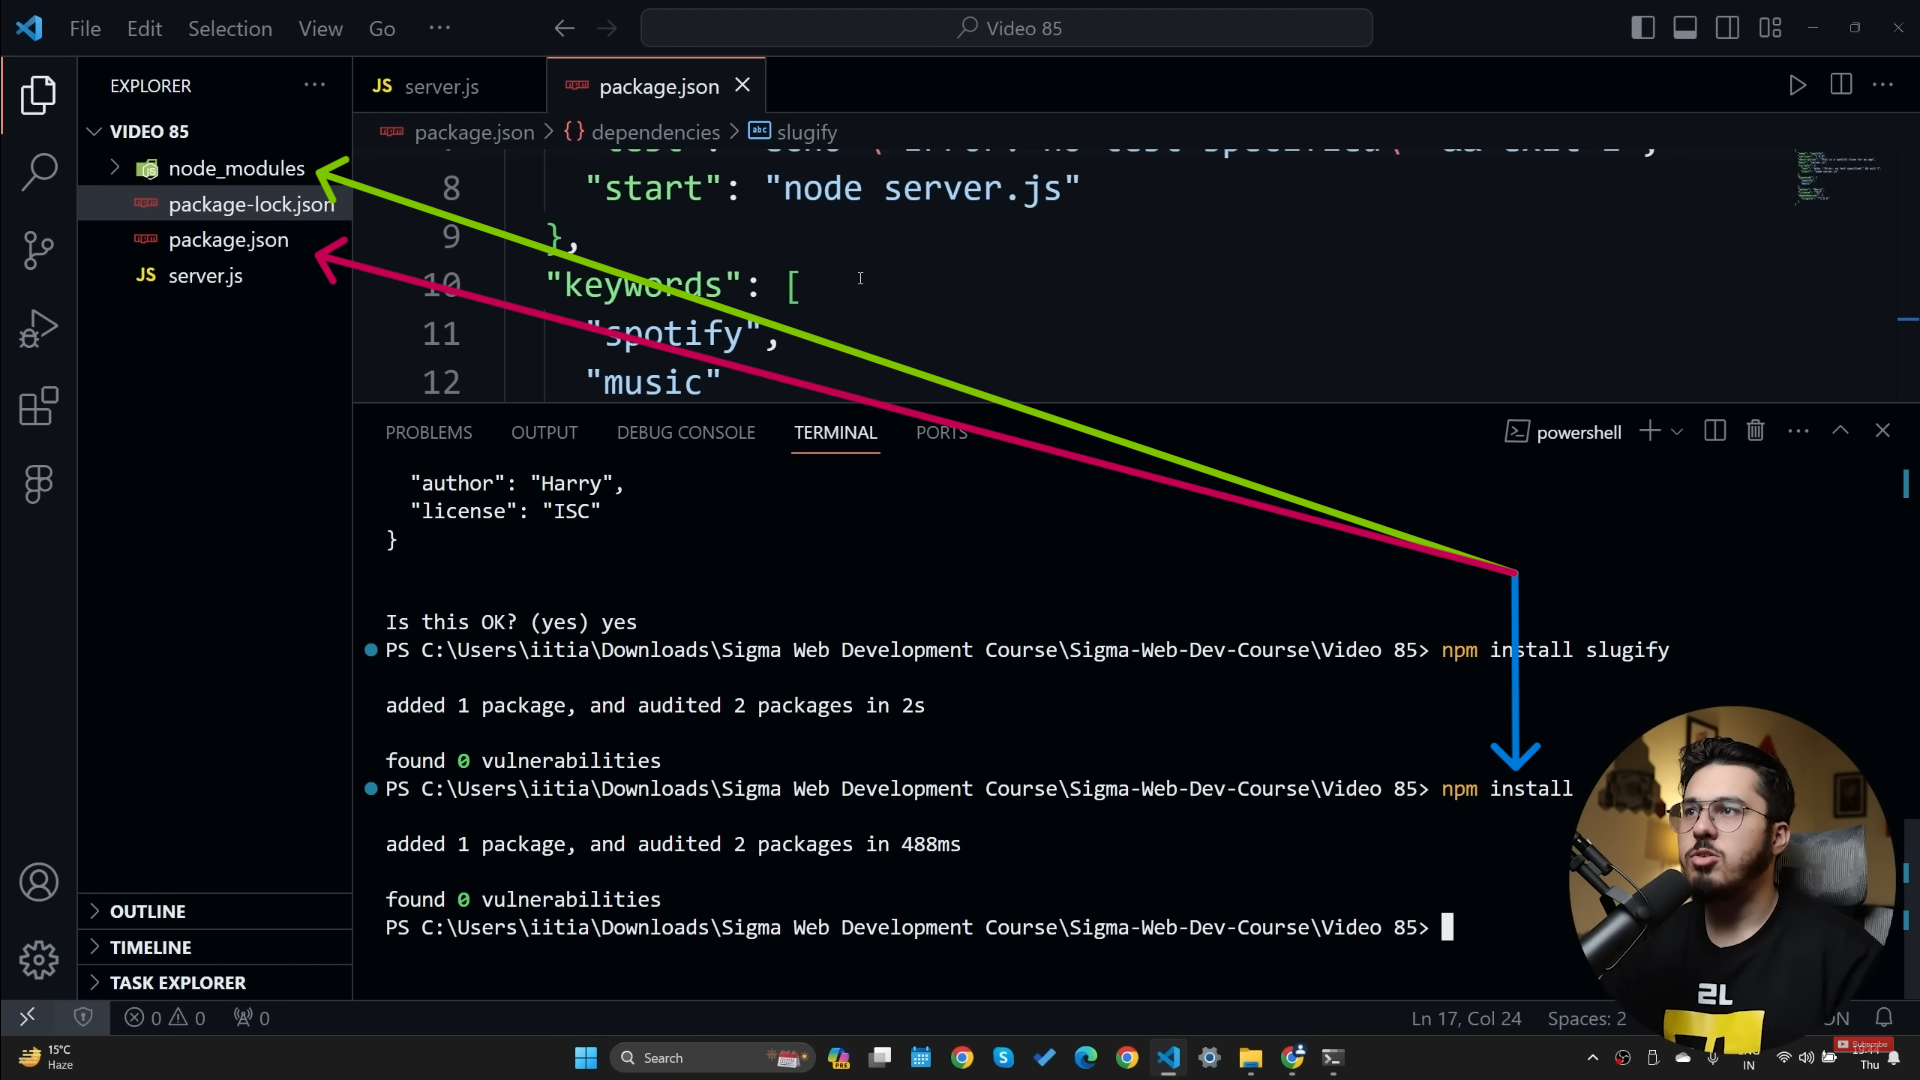 File Edit Selection View Go ··· Video 85
EXPLORER ···
VIDEO 85
node_modules
package-lock.json
package.json
JS server.js
OUTLINE
TIMELINE
TASK EXPLORER
JS server.js package.json
package.json > {} dependencies > abc slugify
8 "start": "node server.js"
9 },
10 "keywords": [
11 "spotify",
12 "music"
PROBLEMS OUTPUT DEBUG CONSOLE TERMINAL PORTS powershell
"author": "Harry",
"license": "ISC"
}
Is this OK? (yes) yes
PS C:\Users\iitia\Downloads\Sigma Web Development Course\Sigma-Web-Dev-Course\Video 85> npm install slugify
added 1 package, and audited 2 packages in 2s
found 0 vulnerabilities
PS C:\Users\iitia\Downloads\Sigma Web Development Course\Sigma-Web-Dev-Course\Video 85> npm install
added 1 package, and audited 2 packages in 488ms
found 0 vulnerabilities
PS C:\Users\iitia\Downloads\Sigma Web Development Course\Sigma-Web-Dev-Course\Video 85>
0 0 0 Ln 17, Col 24 Spaces: 2
15°C
Haze
Search
PRE
IN
Thu
Subscribe